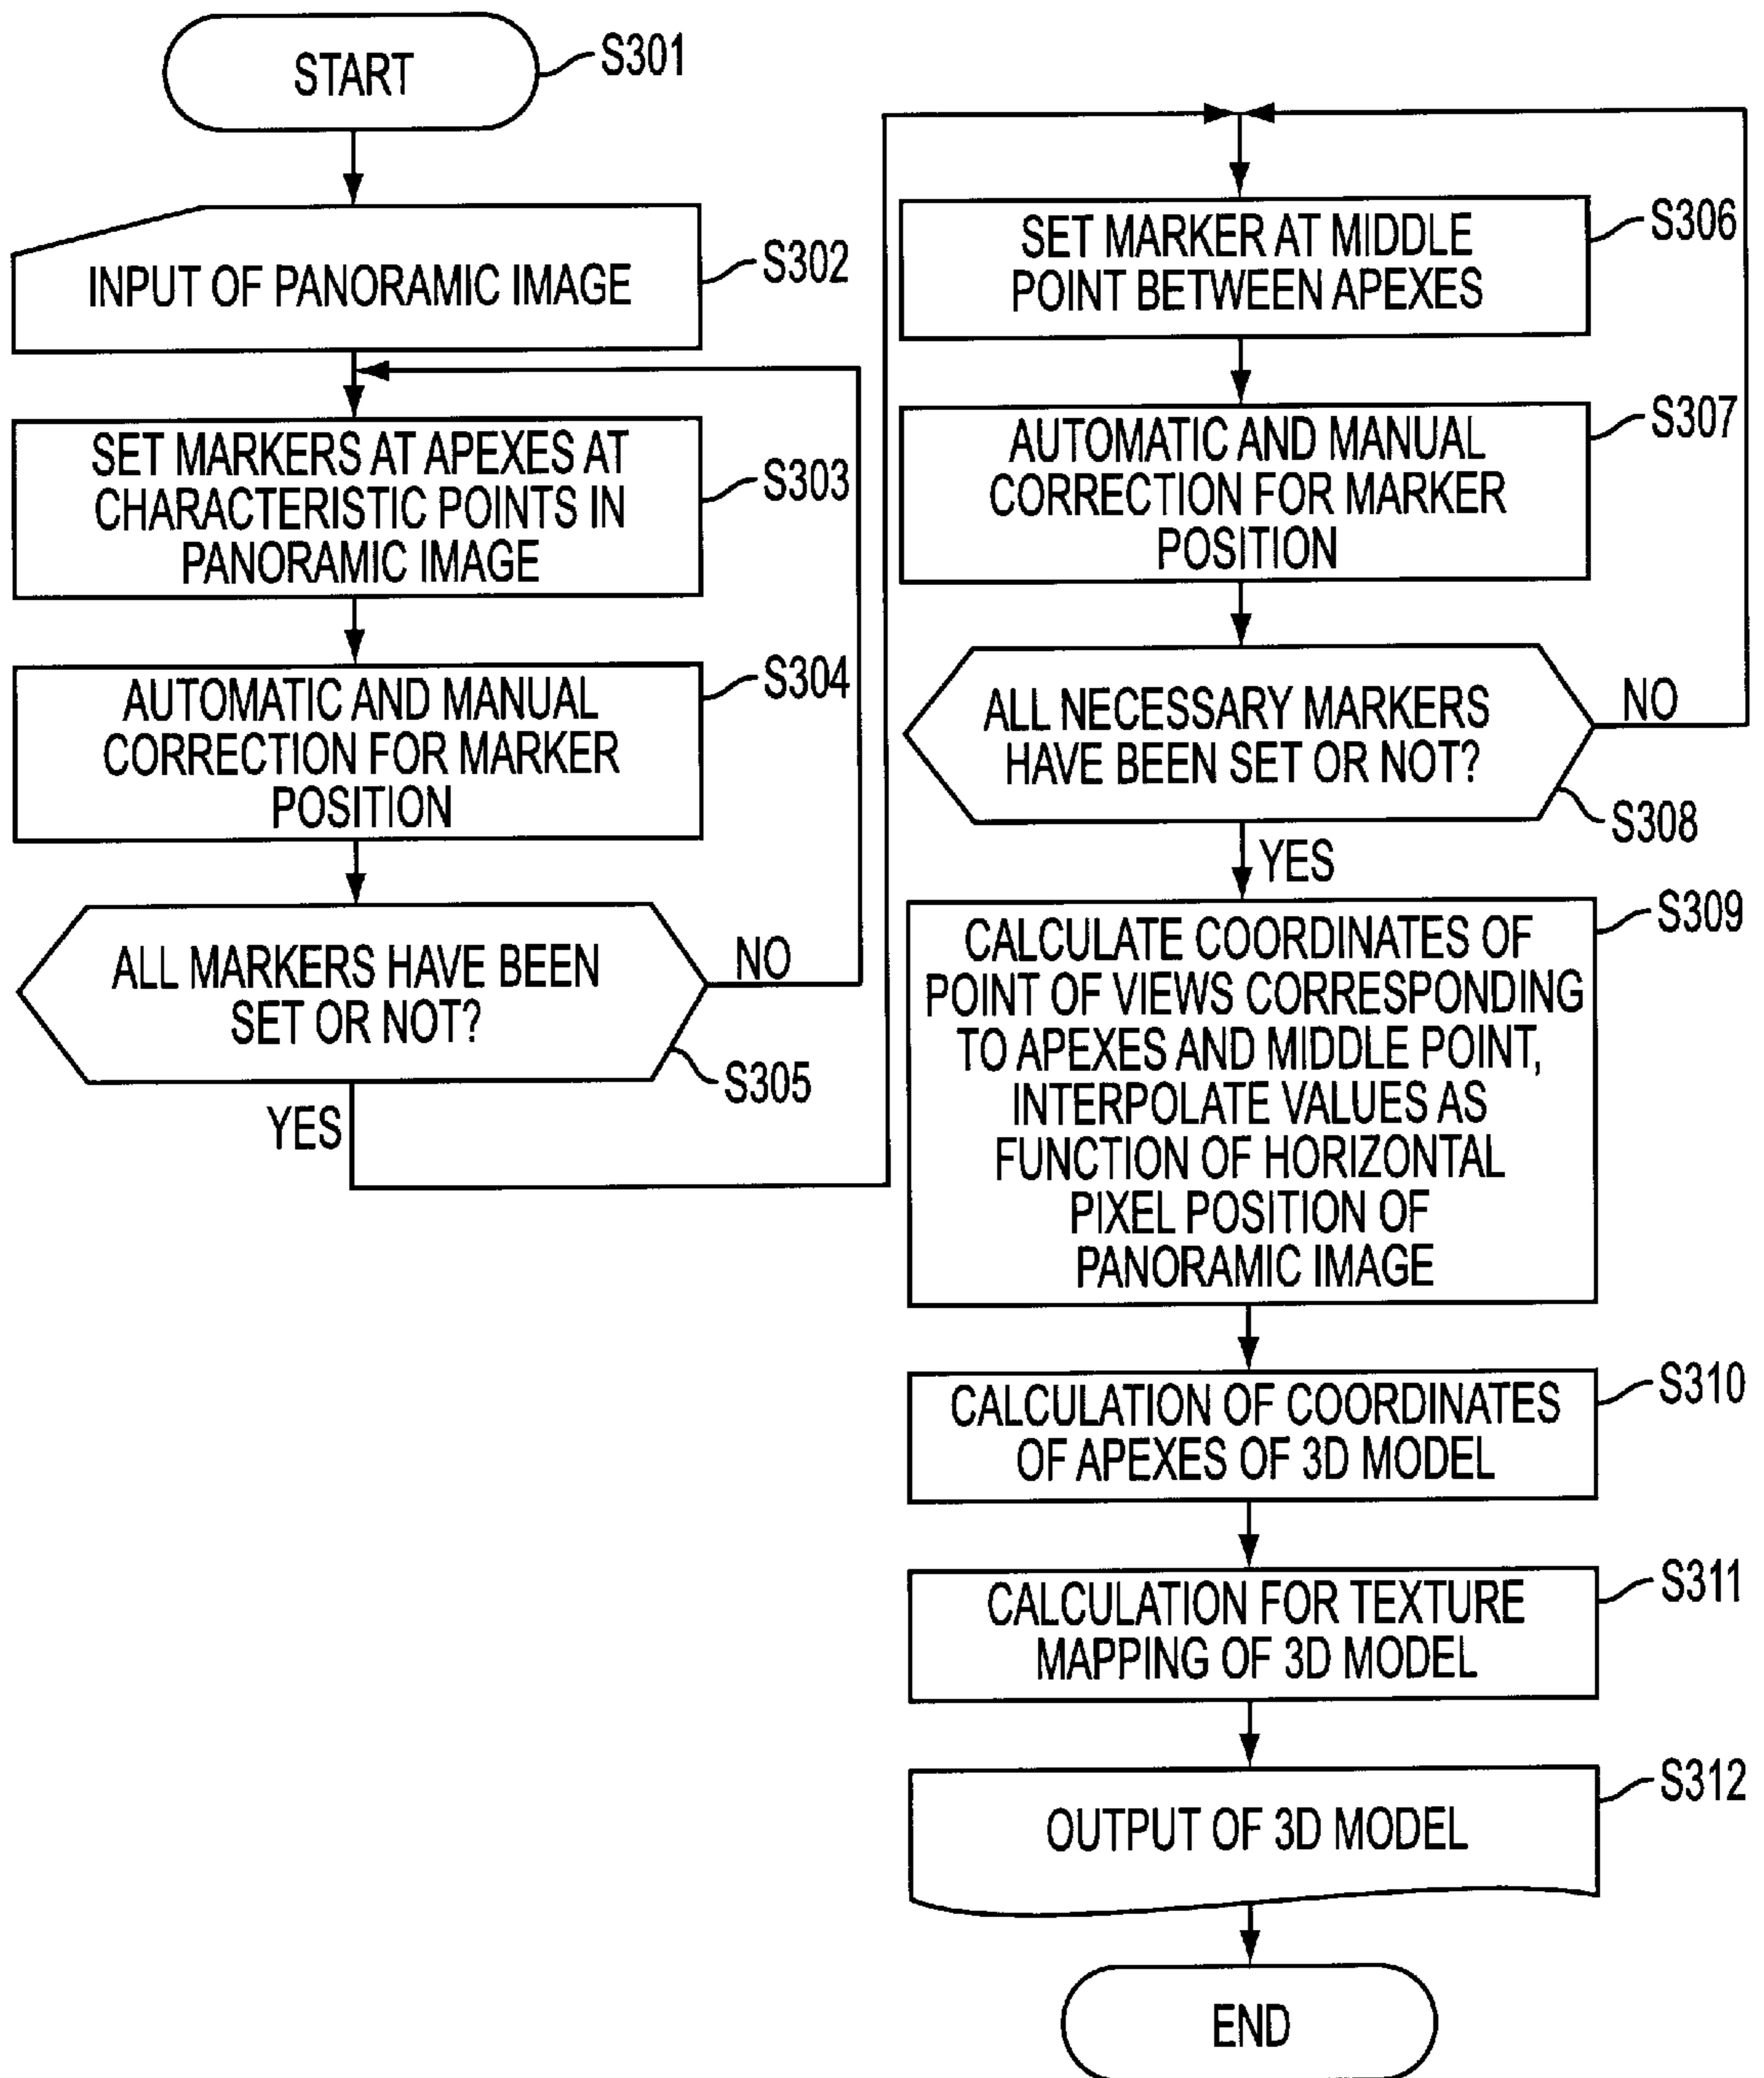 START
S301
INPUT OF PANORAMIC IMAGE
S302
SET MARKERS AT APEXES AT
CHARACTERISTIC POINTS IN
PANORAMIC IMAGE
S303
AUTOMATIC AND MANUAL
CORRECTION FOR MARKER
POSITION
S304
ALL MARKERS HAVE BEEN
SET OR NOT?
NO
S305
YES
SET MARKER AT MIDDLE
POINT BETWEEN APEXES
S306
AUTOMATIC AND MANUAL
CORRECTION FOR MARKER
POSITION
S307
ALL NECESSARY MARKERS
HAVE BEEN SET OR NOT?
NO
S308
YES
CALCULATE COORDINATES OF
POINT OF VIEWS CORRESPONDING
TO APEXES AND MIDDLE POINT,
INTERPOLATE VALUES AS
FUNCTION OF HORIZONTAL
PIXEL POSITION OF
PANORAMIC IMAGE
S309
CALCULATION OF COORDINATES
OF APEXES OF 3D MODEL
S310
CALCULATION FOR TEXTURE
MAPPING OF 3D MODEL
S311
OUTPUT OF 3D MODEL
S312
END